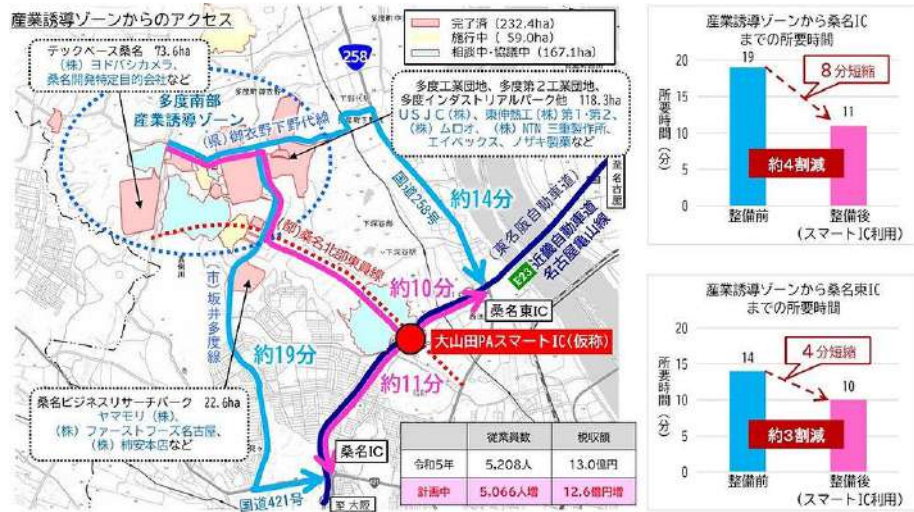 産業誘導ゾーンからのアクセス
テックベース桑名 73.6ha
(株)ヨドバシカメラ、
桑名開発特定目的会社など
完了済(232.4ha)
施行中( 59.0ha)
相談中・協議中(167.1ha)
258
多度南部
産業誘導ゾーン
(県)御衣野下野代線
多度工業団地、多度第2工業団地、
多度インダストリアルパーク他 118.3ha
USJC(株)、東伸熱工(株)第1・第2、
(株)ムロオ、(株)NTN 三重製作所、
エイベックス、ノザキ製薬など
国道258号
約14分
至名古屋
(東名阪自動車道)
E23
近畿自動車道
名古屋亀山線
(都)桑名北部東員線
(市)坂井多度線
約10分
桑名東IC
約19分
大山田PAスマートIC(仮称)
約11分
桑名ビジネスリサーチパーク 22.6ha
ヤマモリ(株)、
(株)ファーストフーズ名古屋、
(株)柿安本店など
桑名IC
国道421号
至大阪
従業員数 税収額
令和5年 5,208人 13.0億円
計画中 5,066人増 12.6億円増
産業誘導ゾーンから桑名IC
までの所要時間
所要時間(分)
20
15
10
5
0
19
8分短縮
11
約4割減
整備前 整備後
(スマートIC利用)
産業誘導ゾーンから桑名東IC
までの所要時間
所要時間(分)
20
15
10
5
0
14
4分短縮
10
約3割減
整備前 整備後
(スマートIC利用)